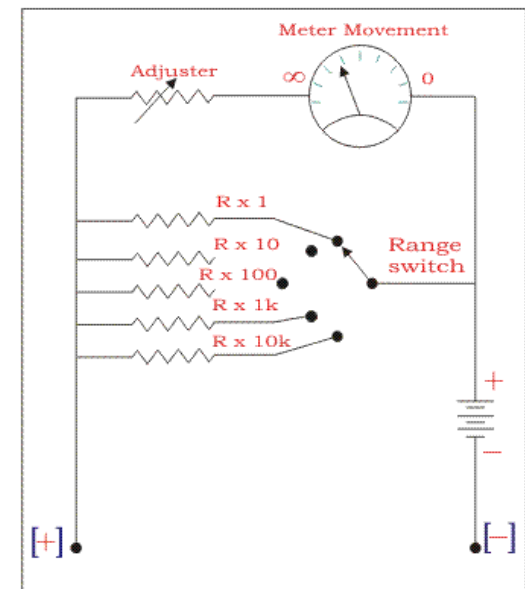 Meter Movement
Adjuster
∞
0
R x 1
R x 10
Range
switch
R x 100
R x 1k
R x 10k
+
−
[+]
[−]